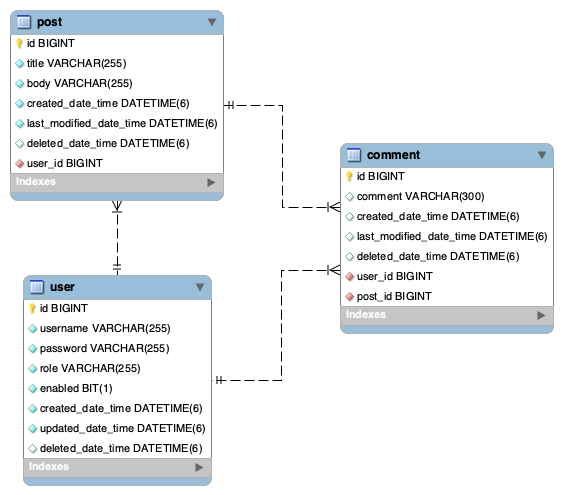 post
id BIGINT
title VARCHAR(255)
body VARCHAR(255)
created_date_time DATETIME(6)
last_modified_date_time DATETIME(6)
deleted_date_time DATETIME(6)
user_id BIGINT
Indexes
comment
id BIGINT
comment VARCHAR(300)
created_date_time DATETIME(6)
last_modified_date_time DATETIME(6)
deleted_date_time DATETIME(6)
user_id BIGINT
post_id BIGINT
Indexes
user
id BIGINT
username VARCHAR(255)
password VARCHAR(255)
role VARCHAR(255)
enabled BIT(1)
created_date_time DATETIME(6)
updated_date_time DATETIME(6)
deleted_date_time DATETIME(6)
Indexes